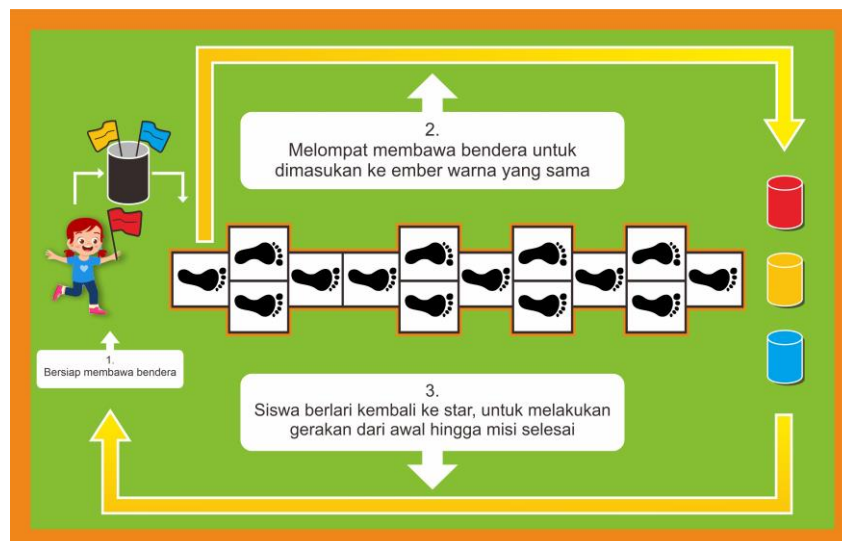 1.
Bersiap membawa bendera
2.
Melompat membawa bendera untuk
dimasukan ke ember warna yang sama
3.
Siswa berlari kembali ke star, untuk melakukan
gerakan dari awal hingga misi selesai